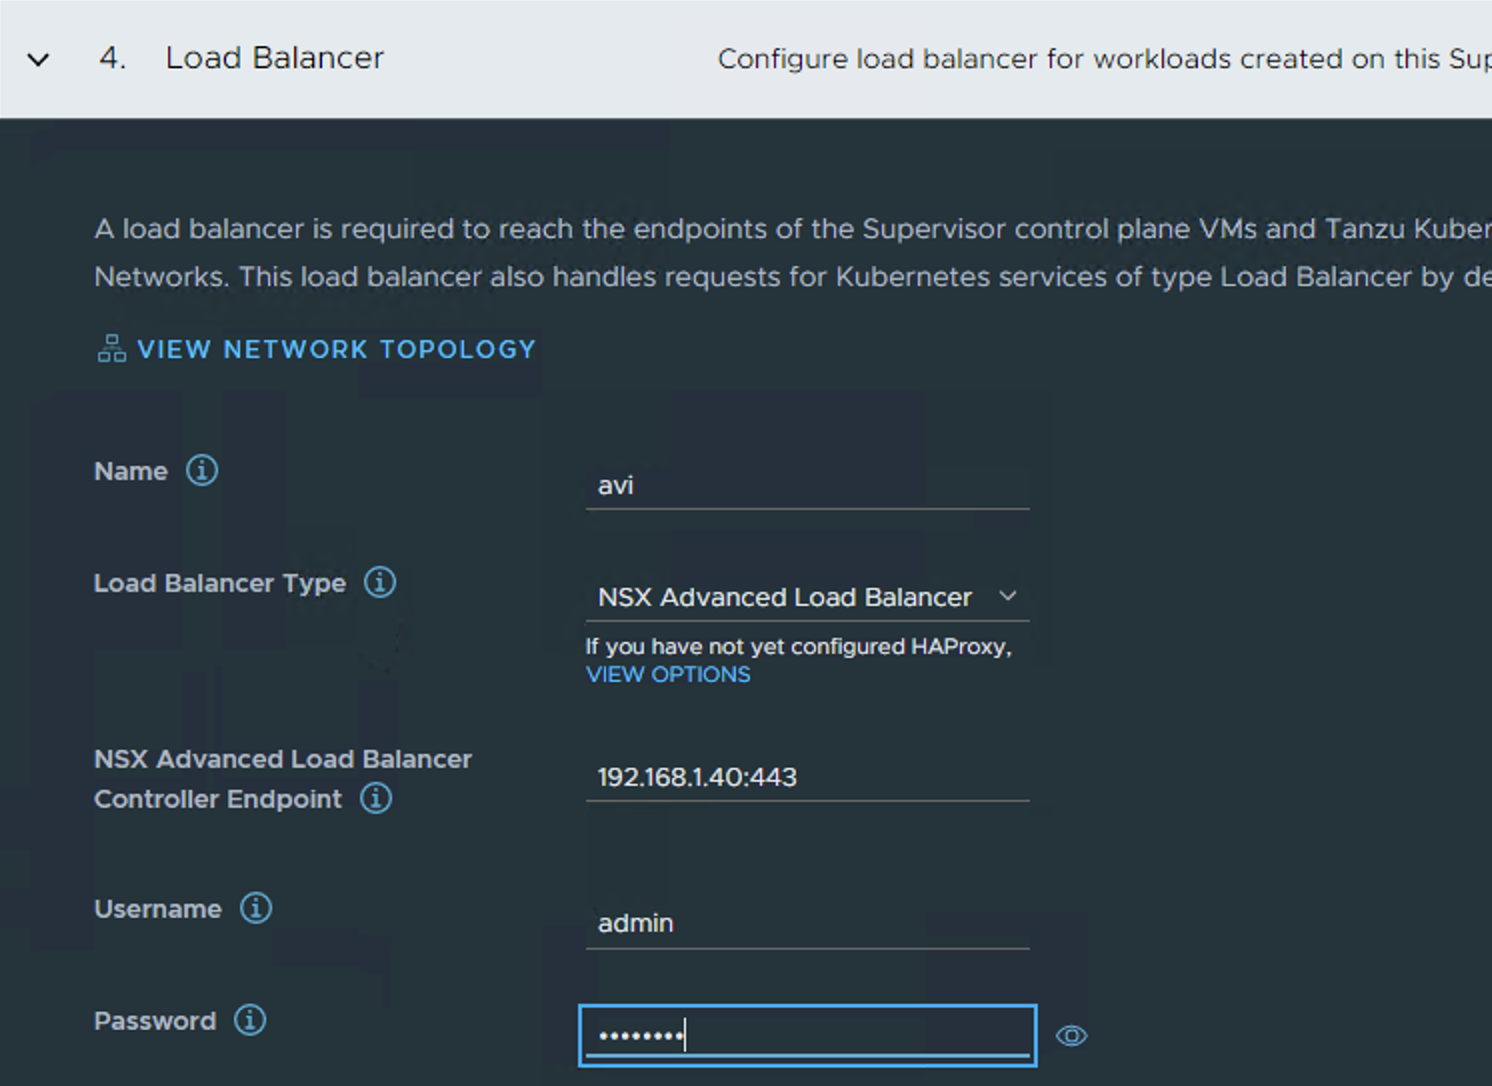 4. Load Balancer
Configure load balancer for workloads created on this
A load balancer is required to reach the endpoints of the Supervisor control plane VMs and Tanzu
Networks. This load balancer also handles requests for Kubernetes services of type Load Balancer by
VIEW NETWORK TOPOLOGY
Name
avi
Load Balancer Type
NSX Advanced Load Balancer
If you have not yet configured HAProxy,
VIEW OPTIONS
NSX Advanced Load Balancer
Controller Endpoint
192.168.1.40:443
Username
admin
Password
••••••••